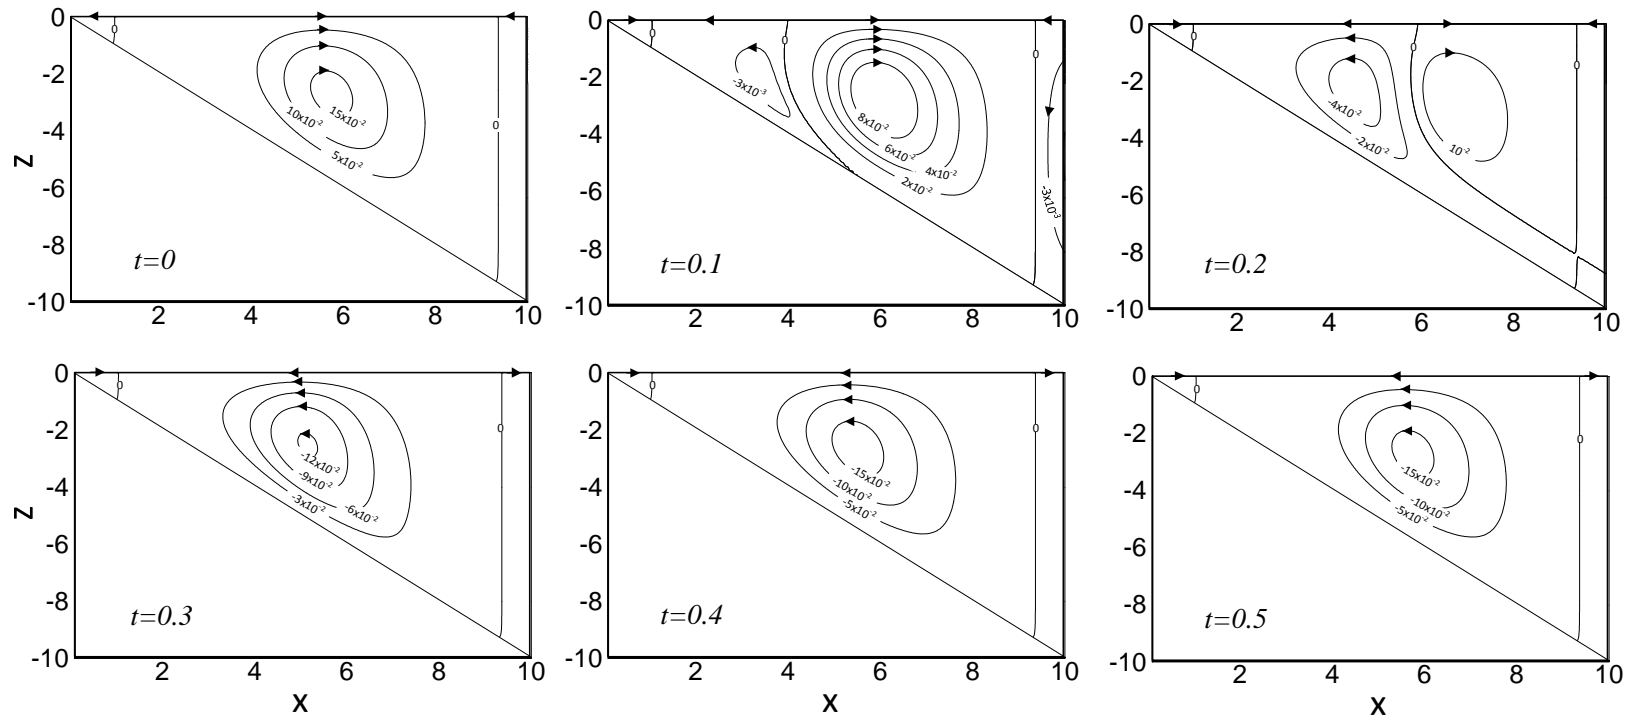 0
-2
-4
-6
-8
-10
z
0
0
15x10⁻²
10x10⁻²
5x10⁻²
t=0
2
4
6
8
10
0
-2
-4
-6
-8
-10
0
0
0
-3x10⁻³
8x10⁻²
6x10⁻²
4x10⁻²
2x10⁻²
-3x10⁻³
t=0.1
2
4
6
8
10
0
-2
-4
-6
-8
-10
0
0
0
-4x10⁻²
-2x10⁻²
10⁻²
t=0.2
2
4
6
8
10
0
-2
-4
-6
-8
-10
z
0
0
-12x10⁻²
-9x10⁻²
-3x10⁻²
-6x10⁻²
t=0.3
2
4
6
8
10
x
0
-2
-4
-6
-8
-10
0
0
-15x10⁻²
-10x10⁻²
-5x10⁻²
t=0.4
2
4
6
8
10
x
0
-2
-4
-6
-8
-10
0
0
-15x10⁻²
-10x10⁻²
-5x10⁻²
t=0.5
2
4
6
8
10
x